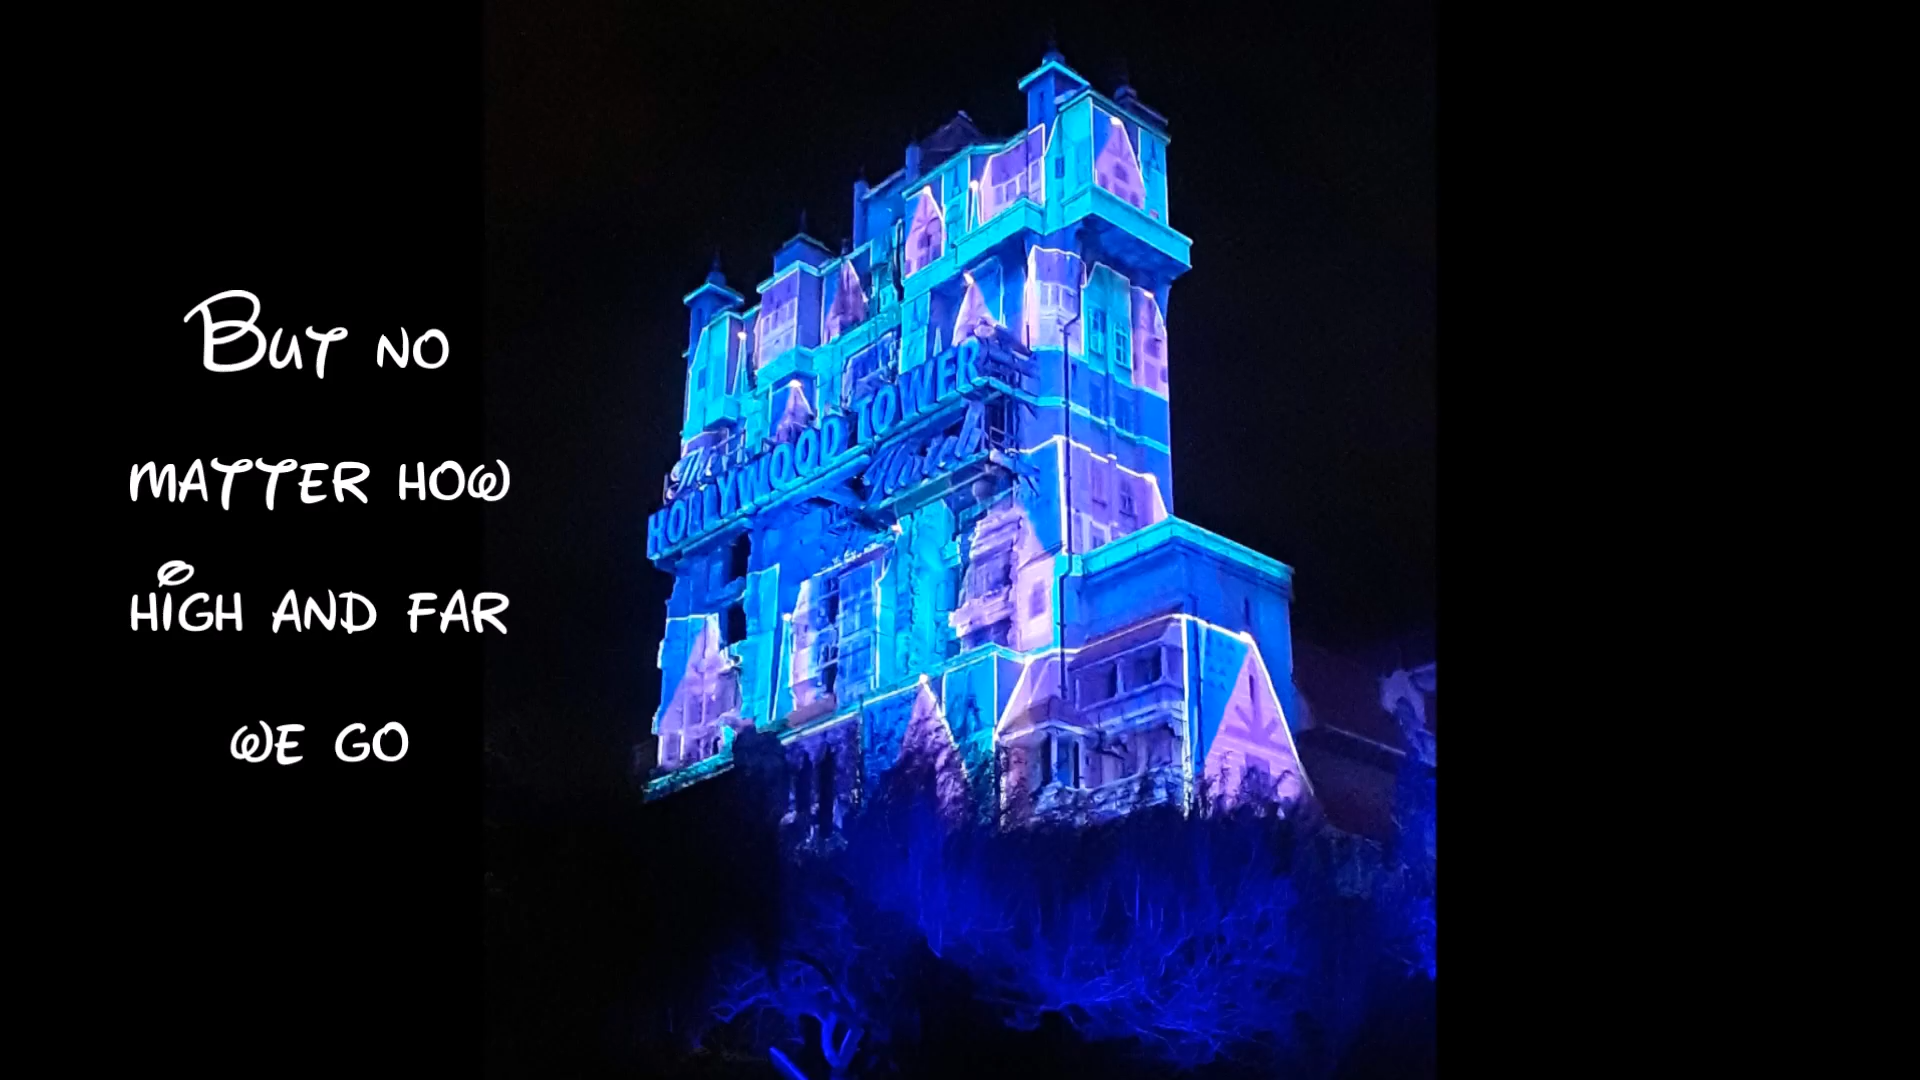 But no
matter how
high and far
we go
The
HOLLYWOOD TOWER
Hotel